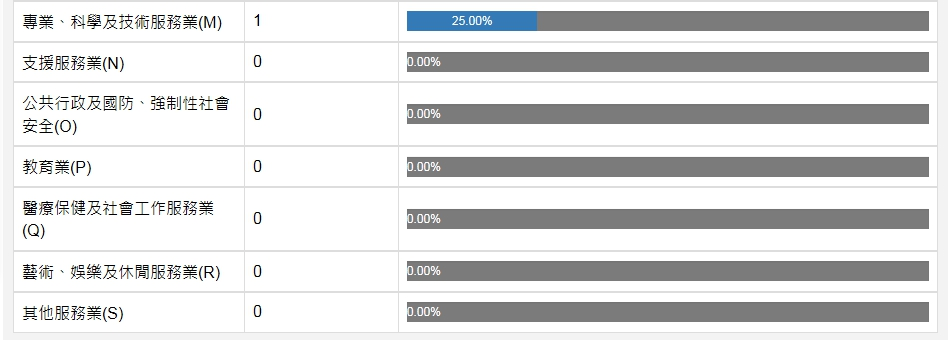 專業、科學及技術服務業(M) 1 25.00%
支援服務業(N) 0 0.00%
公共行政及國防、強制性社會
安全(O) 0 0.00%
教育業(P) 0 0.00%
醫療保健及社會工作服務業
(Q) 0 0.00%
藝術、娛樂及休閒服務業(R) 0 0.00%
其他服務業(S) 0 0.00%